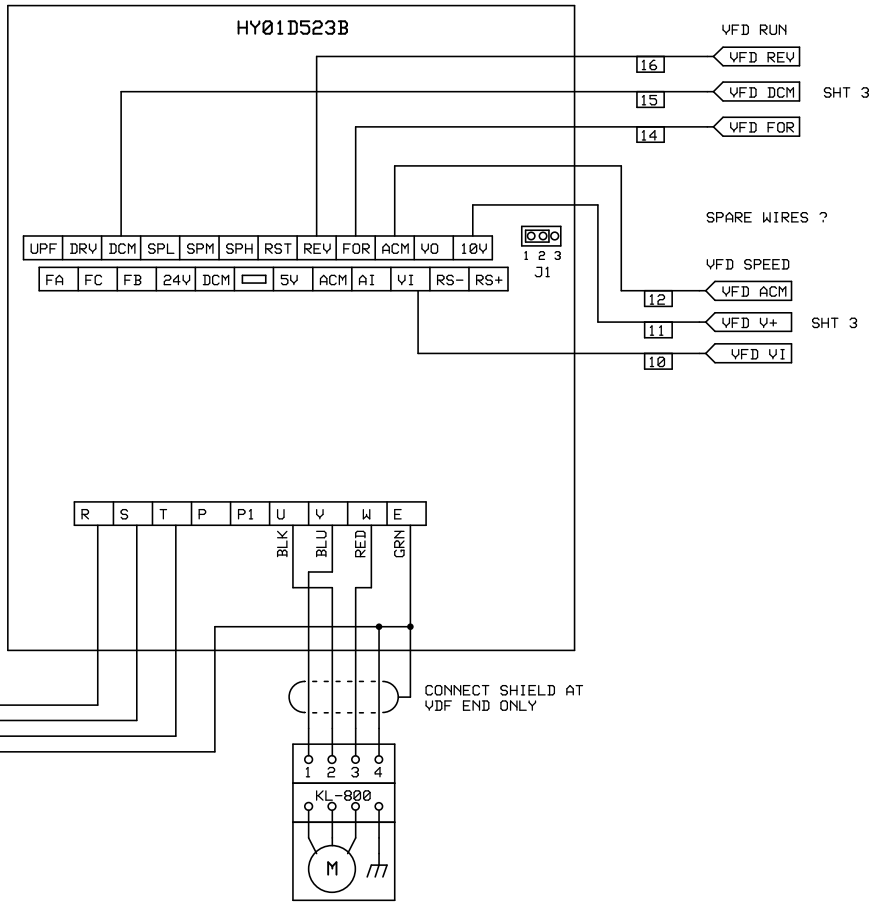 HY01D523B
VFD RUN
16 VFD REV
15 VFD DCM SHT 3
14 VFD FOR
SPARE WIRES ?
UPF DRV DCM SPL SPM SPH RST REV FOR ACM VO 10V
FA FC FB 24V DCM 5V ACM AI VI RS- RS+
1 2 3
J1
VFD SPEED
12 VFD ACM
11 VFD V+ SHT 3
10 VFD VI
R S T P P1 U V W E
BLK BLU RED GRN
CONNECT SHIELD AT
VDF END ONLY
1 2 3 4
KL-800
M